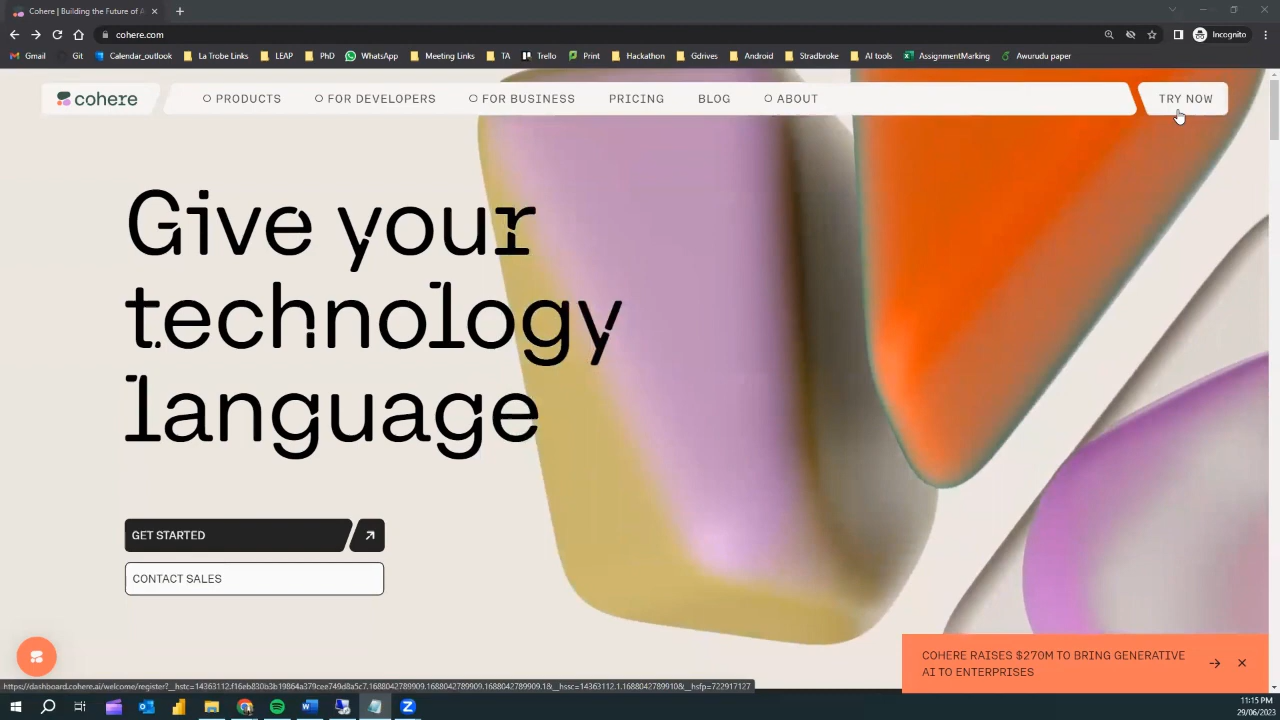 Cohere | Building the Future of A
cohere.com
Incognito
Gmail
Git
Calendar_outlook
La Trobe Links
LEAP
PhD
WhatsApp
Meeting Links
TA
Trello
Print
Hackathon
Gdrives
Android
Stradbroke
AI tools
AssignmentMarking
Awurudu paper
cohere
PRODUCTS
FOR DEVELOPERS
FOR BUSINESS
PRICING
BLOG
ABOUT
TRY NOW
Give your
technology
language
GET STARTED
CONTACT SALES
COHERE RAISES $270M TO BRING GENERATIVE
AI TO ENTERPRISES
11:15 PM
29/06/2023